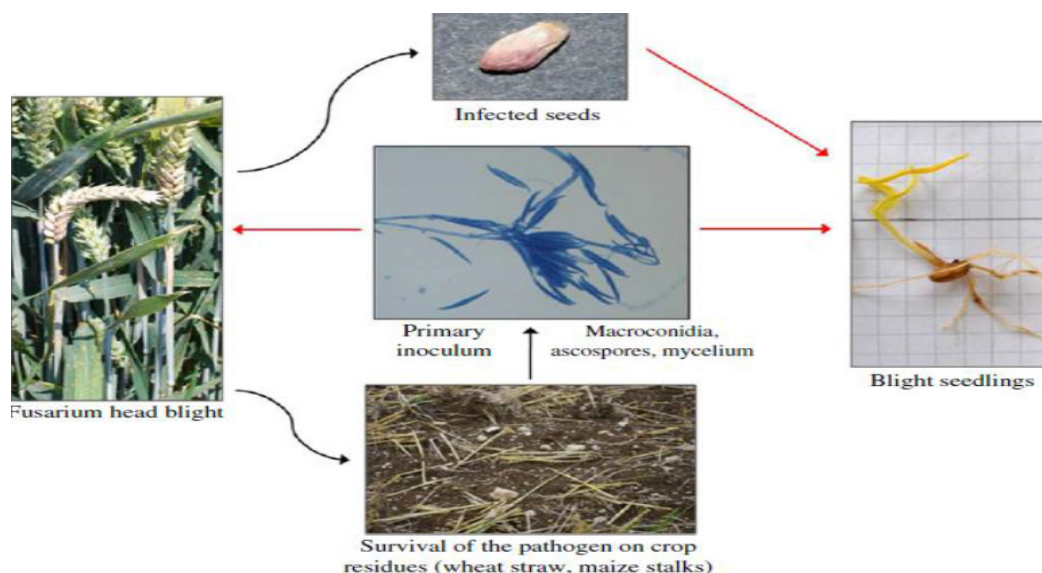 Infected seeds
Primary
inoculum
Macroconidia,
ascospores, mycelium
Fusarium head blight
Blight seedlings
Survival of the pathogen on crop
residues (wheat straw, maize stalks)